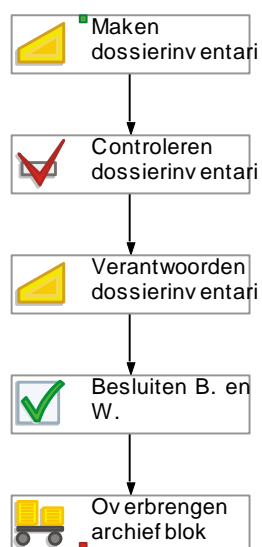 Maken
dossierinv entari
Controleren
dossierinv entari
Verantwoorden
dossierinv entari
Besluiten B. en
W.
Ov erbrengen
archief blok